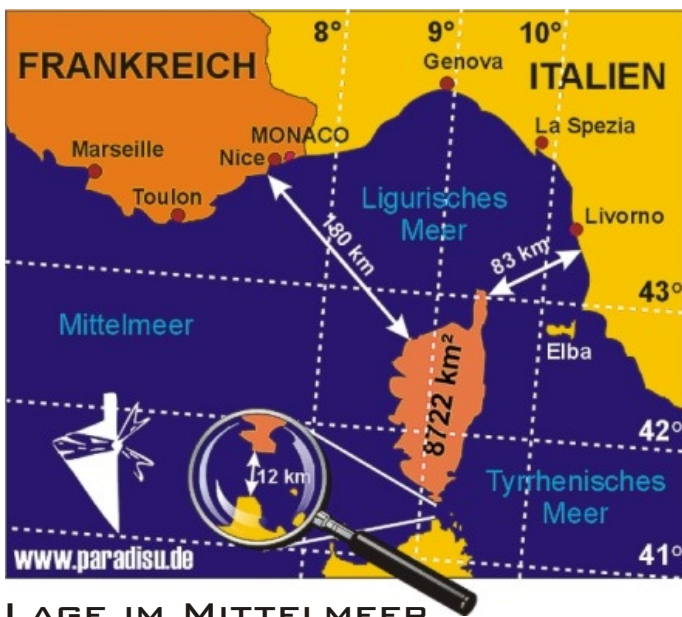 8° 9° 10°
FRANKREICH
Genova
ITALIEN
La Spezia
MONACO
Marseille
Nice
Toulon
Ligurisches
Meer
Livorno
180 km
83 km
43°
Mittelmeer
Elba
8722 km²
42°
12 km
Tyrrhenisches
Meer
www.paradisu.de
41°
LAGE IM MITTELMEER